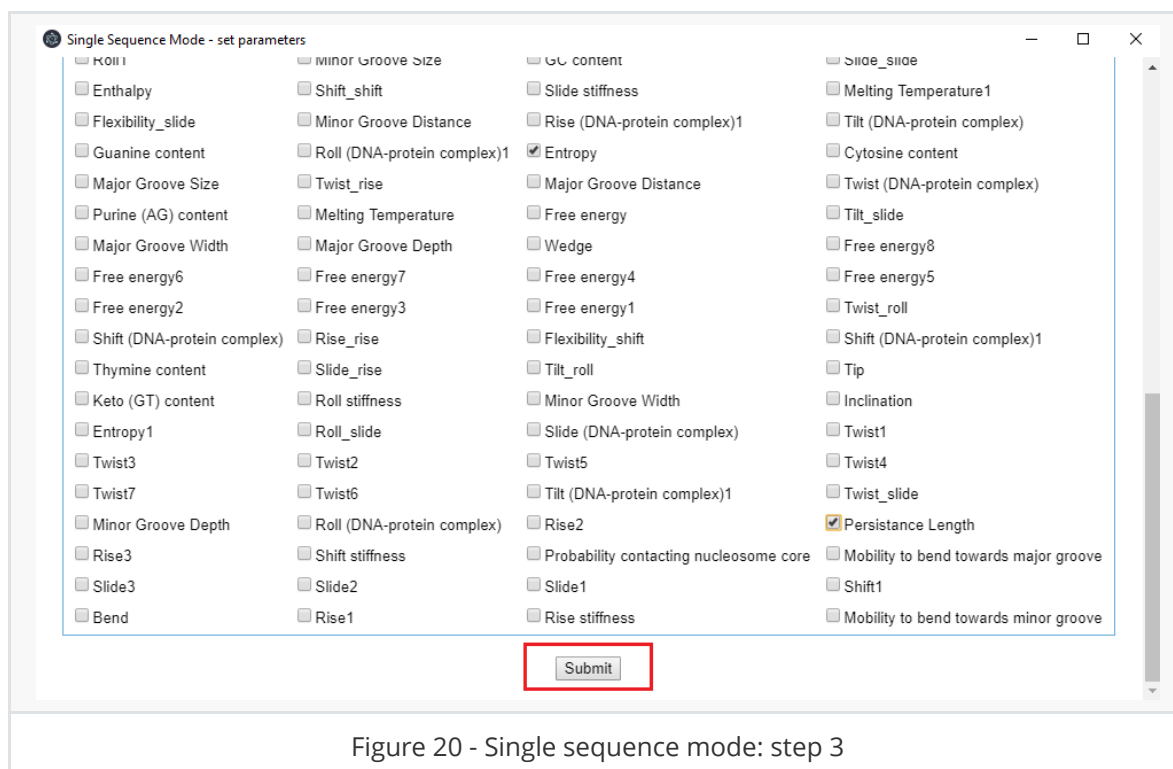 Single Sequence Mode - set parameters
Roll1 Minor Groove Size GC content Slide_slide
Enthalpy Shift_shift Slide stiffness Melting Temperature1
Flexibility_slide Minor Groove Distance Rise (DNA-protein complex)1 Tilt (DNA-protein complex)
Guanine content Roll (DNA-protein complex)1 Entropy Cytosine content
Major Groove Size Twist_rise Major Groove Distance Twist (DNA-protein complex)
Purine (AG) content Melting Temperature Free energy Tilt_slide
Major Groove Width Major Groove Depth Wedge Free energy8
Free energy6 Free energy7 Free energy4 Free energy5
Free energy2 Free energy3 Free energy1 Twist_roll
Shift (DNA-protein complex) Rise_rise Flexibility_shift Shift (DNA-protein complex)1
Thymine content Slide_rise Tilt_roll Tip
Keto (GT) content Roll stiffness Minor Groove Width Inclination
Entropy1 Roll_slide Slide (DNA-protein complex) Twist1
Twist3 Twist2 Twist5 Twist4
Twist7 Twist6 Tilt (DNA-protein complex)1 Twist_slide
Minor Groove Depth Roll (DNA-protein complex) Rise2 Persistance Length
Rise3 Shift stiffness Probability contacting nucleosome core Mobility to bend towards major groove
Slide3 Slide2 Slide1 Shift1
Bend Rise1 Rise stiffness Mobility to bend towards minor groove
Submit
Figure 20 - Single sequence mode: step 3